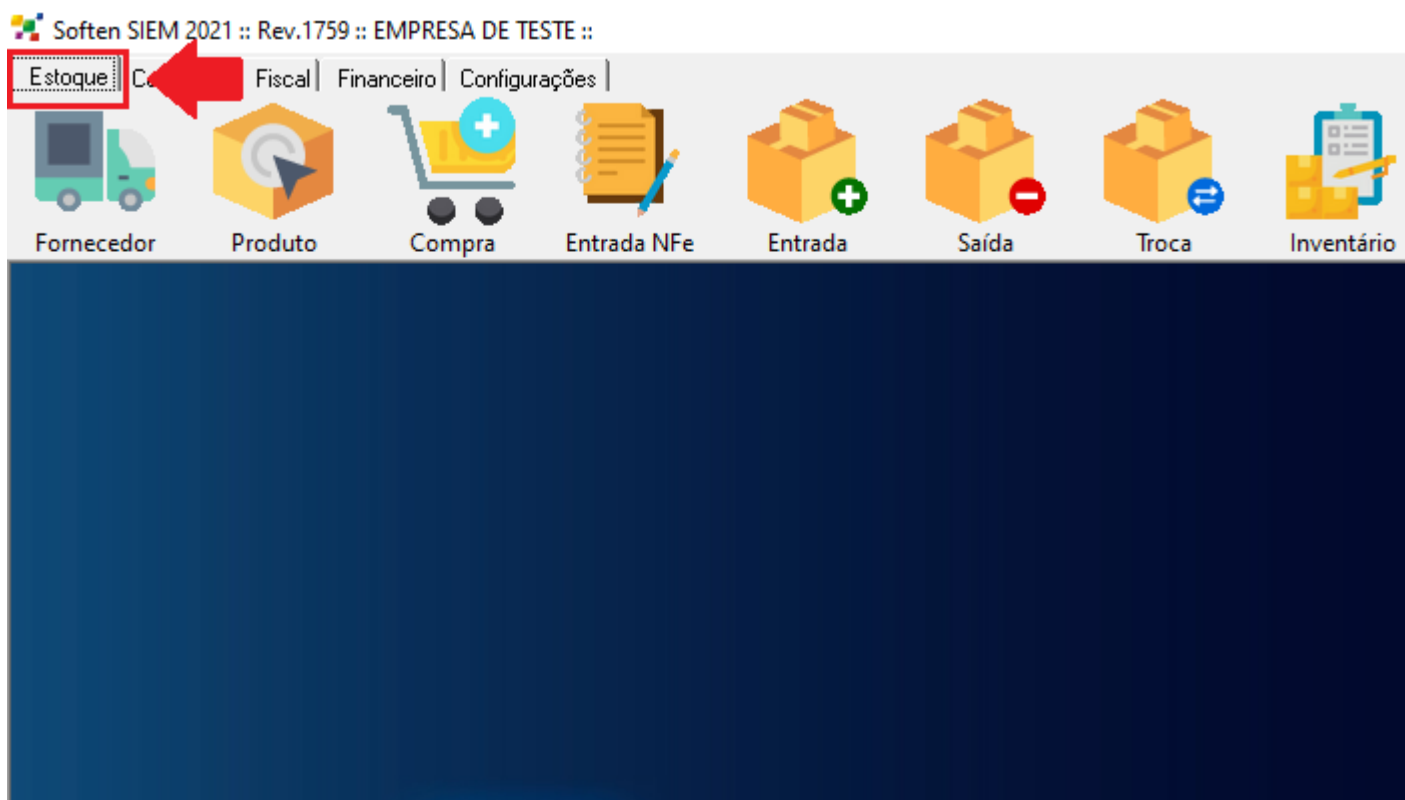 Soften SIEM 2021 :: Rev.1759 :: EMPRESA DE TESTE ::
Estoque Fiscal Financeiro Configurações
Fornecedor Produto Compra Entrada NFe Entrada Saída Troca Inventário